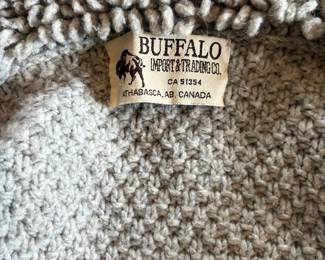 BUFFALO
IMPORT & TRADING CO.
CA 51354
ATHABASCA, AB. CANADA